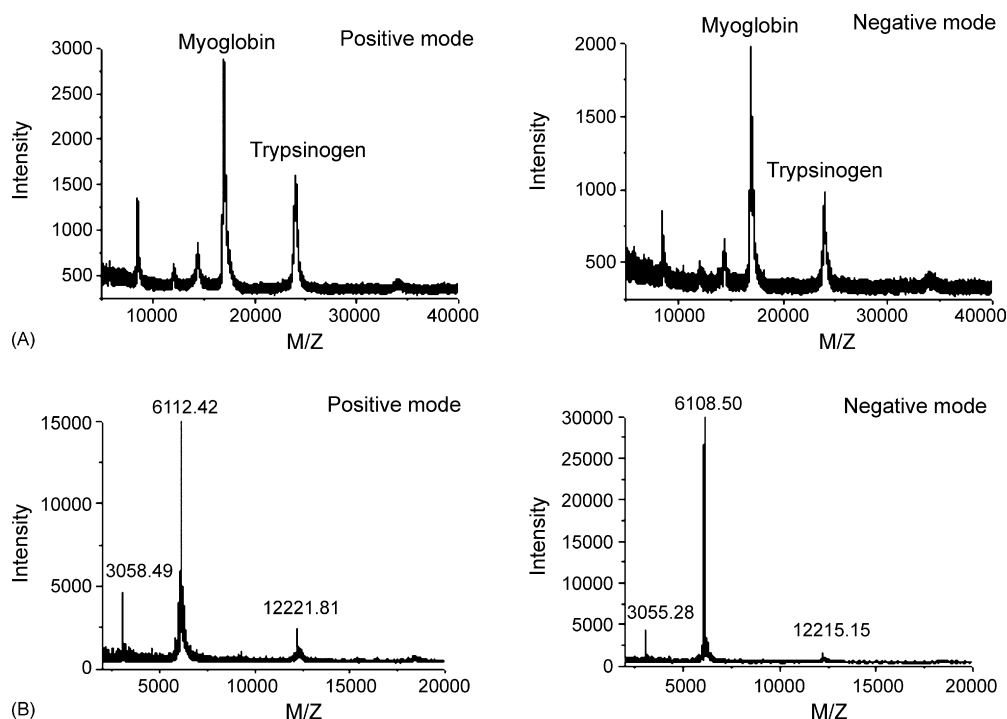 Myoglobin
Positive mode
Trypsinogen
3000
2500
2000
1500
1000
500
Intensity
10000 20000 30000 40000
M/Z
Myoglobin
Negative mode
Trypsinogen
2000
1500
1000
500
Intensity
10000 20000 30000 40000
M/Z
(A)
6112.42
Positive mode
3058.49
12221.81
15000
10000
5000
0
Intensity
5000 10000 15000 20000
M/Z
6108.50
Negative mode
3055.28
12215.15
30000
25000
20000
15000
10000
5000
0
Intensity
5000 10000 15000 20000
M/Z
(B)